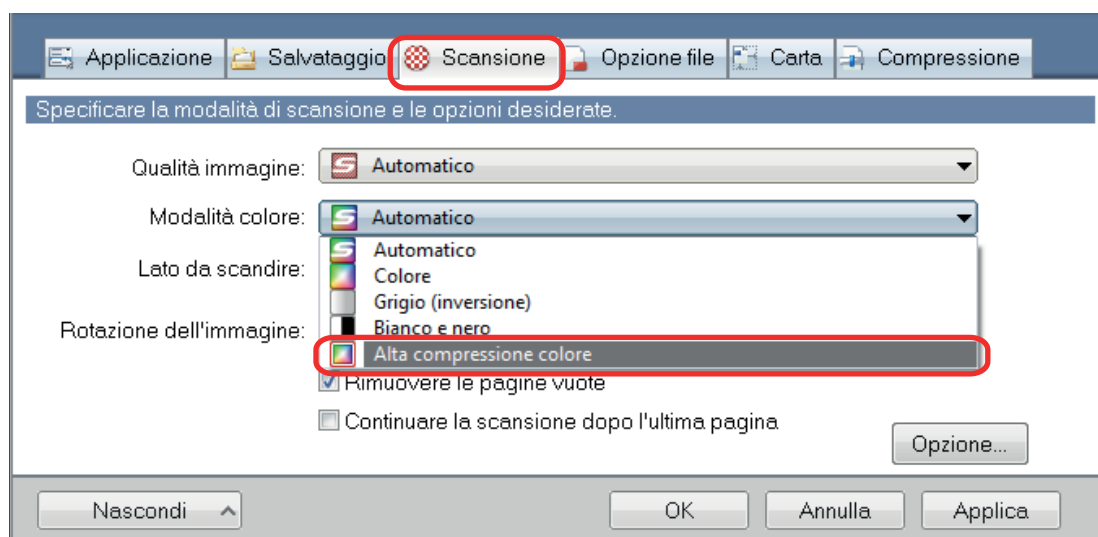 Applicazione Salvataggio Scansione Opzione file Carta Compressione
Specificare la modalità di scansione e le opzioni desiderate.
Qualità immagine: Automatico
Modalità colore: Automatico
Automatico
Lato da scandire: Colore
Grigio (inversione)
Rotazione dell'immagine: Bianco e nero
Alta compressione colore
Rimuovere le pagine vuote
Continuare la scansione dopo l'ultima pagina
Opzione...
Nascondi OK Annulla Applica